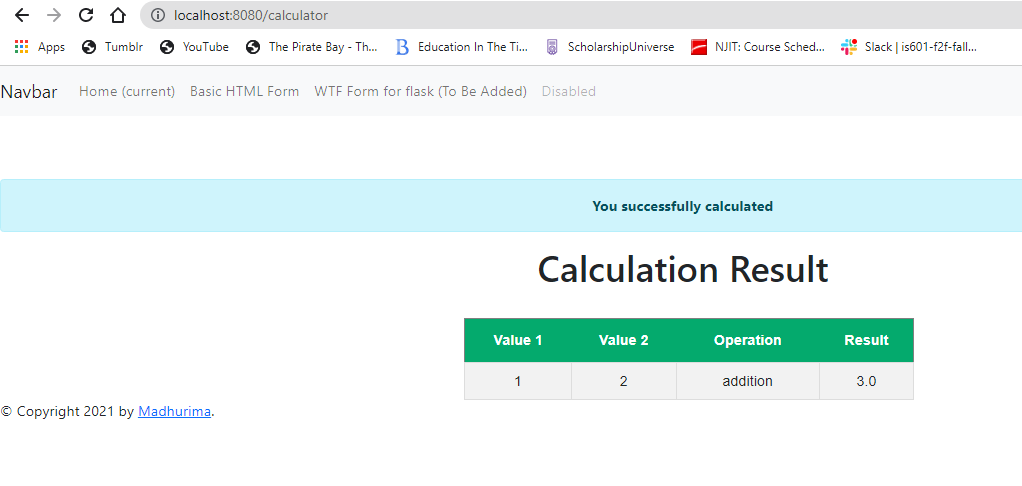 localhost:8080/calculator
Apps Tumblr YouTube The Pirate Bay - Th... Education In The Ti... ScholarshipUniverse NJIT: Course Sched... Slack | is601-f2f-fall...
Navbar Home (current) Basic HTML Form WTF Form for flask (To Be Added) Disabled
You successfully calculated
Calculation Result
Value 1 Value 2 Operation Result
1 2 addition 3.0
© Copyright 2021 by Madhurima.